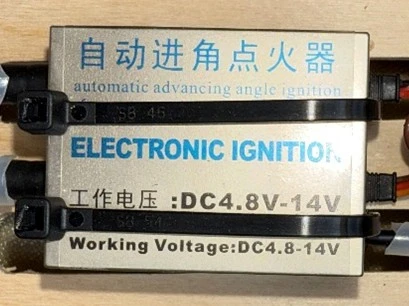 自动进角点火器
automatic advancing angle ignition
ELECTRONIC IGNITION
工作电压:DC4.8V-14V
Working Voltage:DC4.8-14V